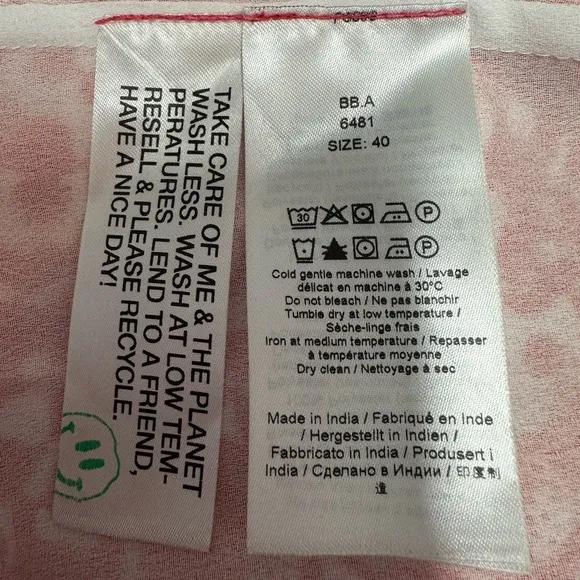 TAKE CARE OF ME & THE PLANET
WASH LESS. WASH AT LOW TEM-
PERATURES. LEND TO A FRIEND,
RESELL & PLEASE RECYCLE.
HAVE A NICE DAY!
BB.A
6481
SIZE: 40
30 P
P
Cold gentle machine wash / Lavage
délicat en machine à 30°C
Do not bleach / Ne pas blanchir
Tumble dry at low temperature /
Sèche-linge frais
Iron at medium temperature / Repasser
à température moyenne
Dry clean / Nettoyage à sec
Made in India / Fabriqué en Inde
/ Hergestellt in Indien /
Fabbricato in India / Produsert i
India / Сделано в Индии / 印度制
造